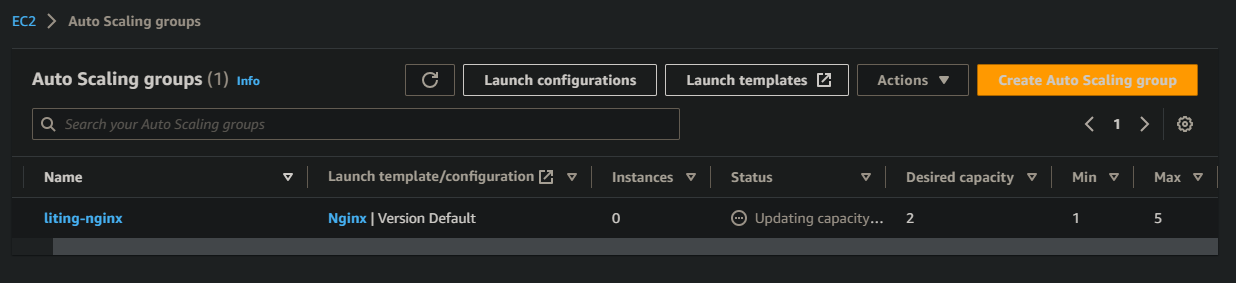 EC2 Auto Scaling groups
Auto Scaling groups (1) Info Launch configurations Launch templates Actions Create Auto Scaling group
Search your Auto Scaling groups 1
Name Launch template/configuration Instances Status Desired capacity Min Max
liting-nginx Nginx | Version Default 0 Updating capacity... 2 1 5